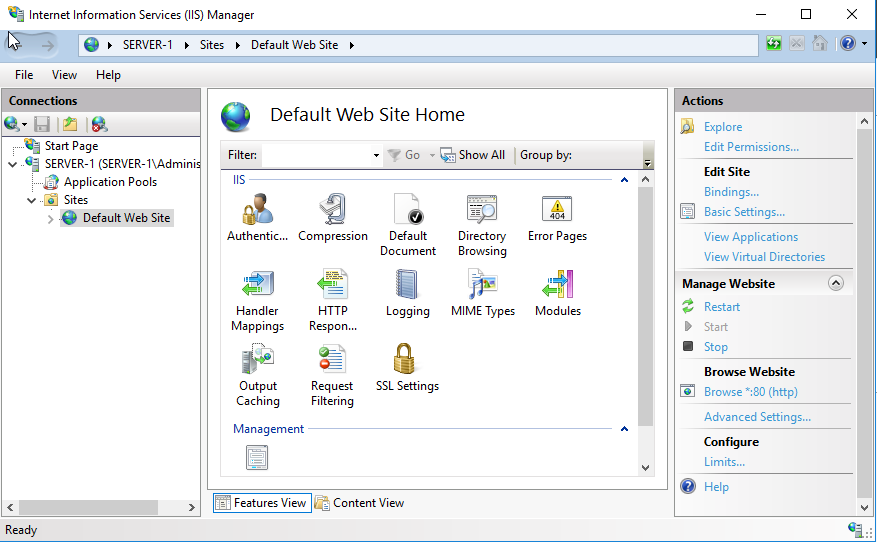 Internet Information Services (IIS) Manager
SERVER-1 Sites Default Web Site
File View Help
Connections
Start Page
SERVER-1 (SERVER-1\Adminis
Application Pools
Sites
Default Web Site
Default Web Site Home
Filter: Go Show All Group by:
IIS
Authentic... Compression Default Document Directory Browsing Error Pages
404
Handler Mappings HTTP Respon... Logging MIME Types Modules
Output Caching Request Filtering SSL Settings
Management
Features View Content View
Actions
Explore
Edit Permissions...
Edit Site
Bindings...
Basic Settings...
View Applications
View Virtual Directories
Manage Website
Restart
Start
Stop
Browse Website
Browse *:80 (http)
Advanced Settings...
Configure
Limits...
Help
Ready